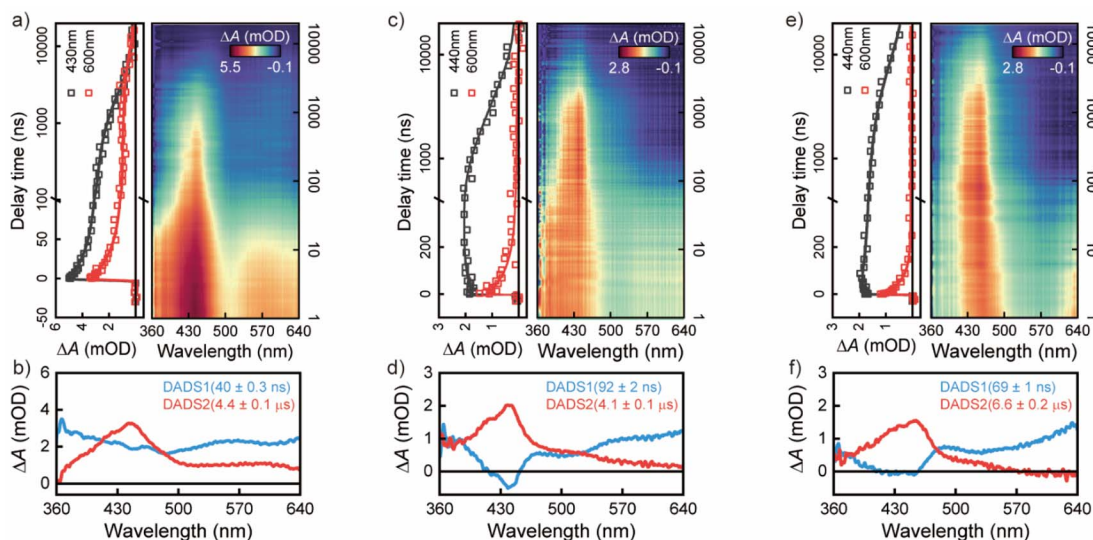 a)
430nm
600nm
ΔA (mOD)
5.5 -0.1
Delay time (ns)
10000
1000
100
50
0
-50
-6 4 2
ΔA (mOD)
10000
1000
100
10
1
360 430 500 570 640
Wavelength (nm)
c)
440nm
600nm
ΔA (mOD)
2.8 -0.1
Delay time (ns)
10000
1000
200
0
3 2 1
ΔA (mOD)
10000
1000
100
10
1
360 430 500 570 640
Wavelength (nm)
e)
440nm
600nm
ΔA (mOD)
2.8 -0.1
Delay time (ns)
10000
1000
200
0
3 2 1
ΔA (mOD)
10000
1000
100
10
1
360 430 500 570 640
Wavelength (nm)
b)
DADS1(40 ± 0.3 ns)
DADS2(4.4 ± 0.1 μs)
ΔA (mOD)
6
4
2
0
360 430 500 570 640
Wavelength (nm)
d)
DADS1(92 ± 2 ns)
DADS2(4.1 ± 0.1 μs)
ΔA (mOD)
3
2
1
0
360 430 500 570 640
Wavelength (nm)
f)
DADS1(69 ± 1 ns)
DADS2(6.6 ± 0.2 μs)
ΔA (mOD)
3
2
1
0
360 430 500 570 640
Wavelength (nm)